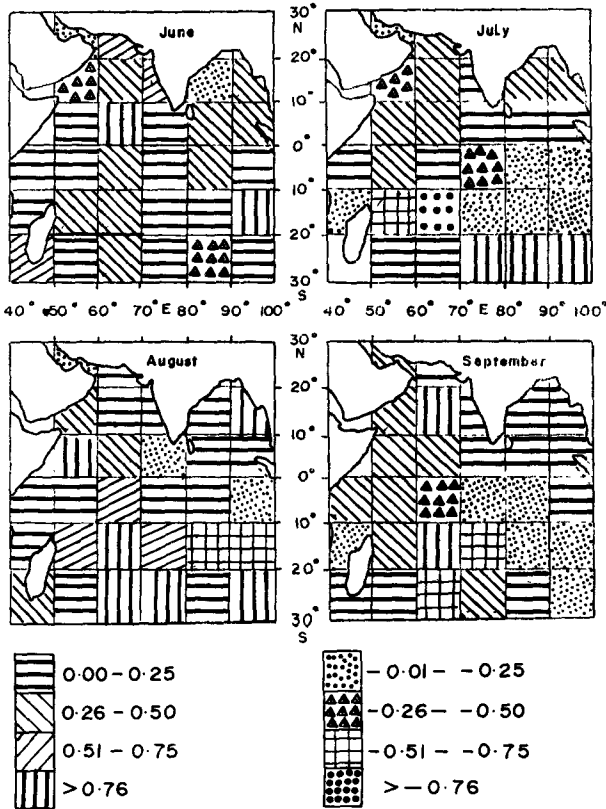 30°
June
N
20°
10°
0°
10°
20°
30°
S
July
40° 50° 60° 70° E 80° 90° 100°
40° 50° 60° 70° E 80° 90° 100°
N
August
30°
20°
10°
0°
10°
20°
30°
S
September
0·00 – 0·25
0·26 – 0·50
0·51 – 0·75
> 0·76
–0·01– –0·25
–0·26– –0·50
–0·51– –0·75
> –0·76